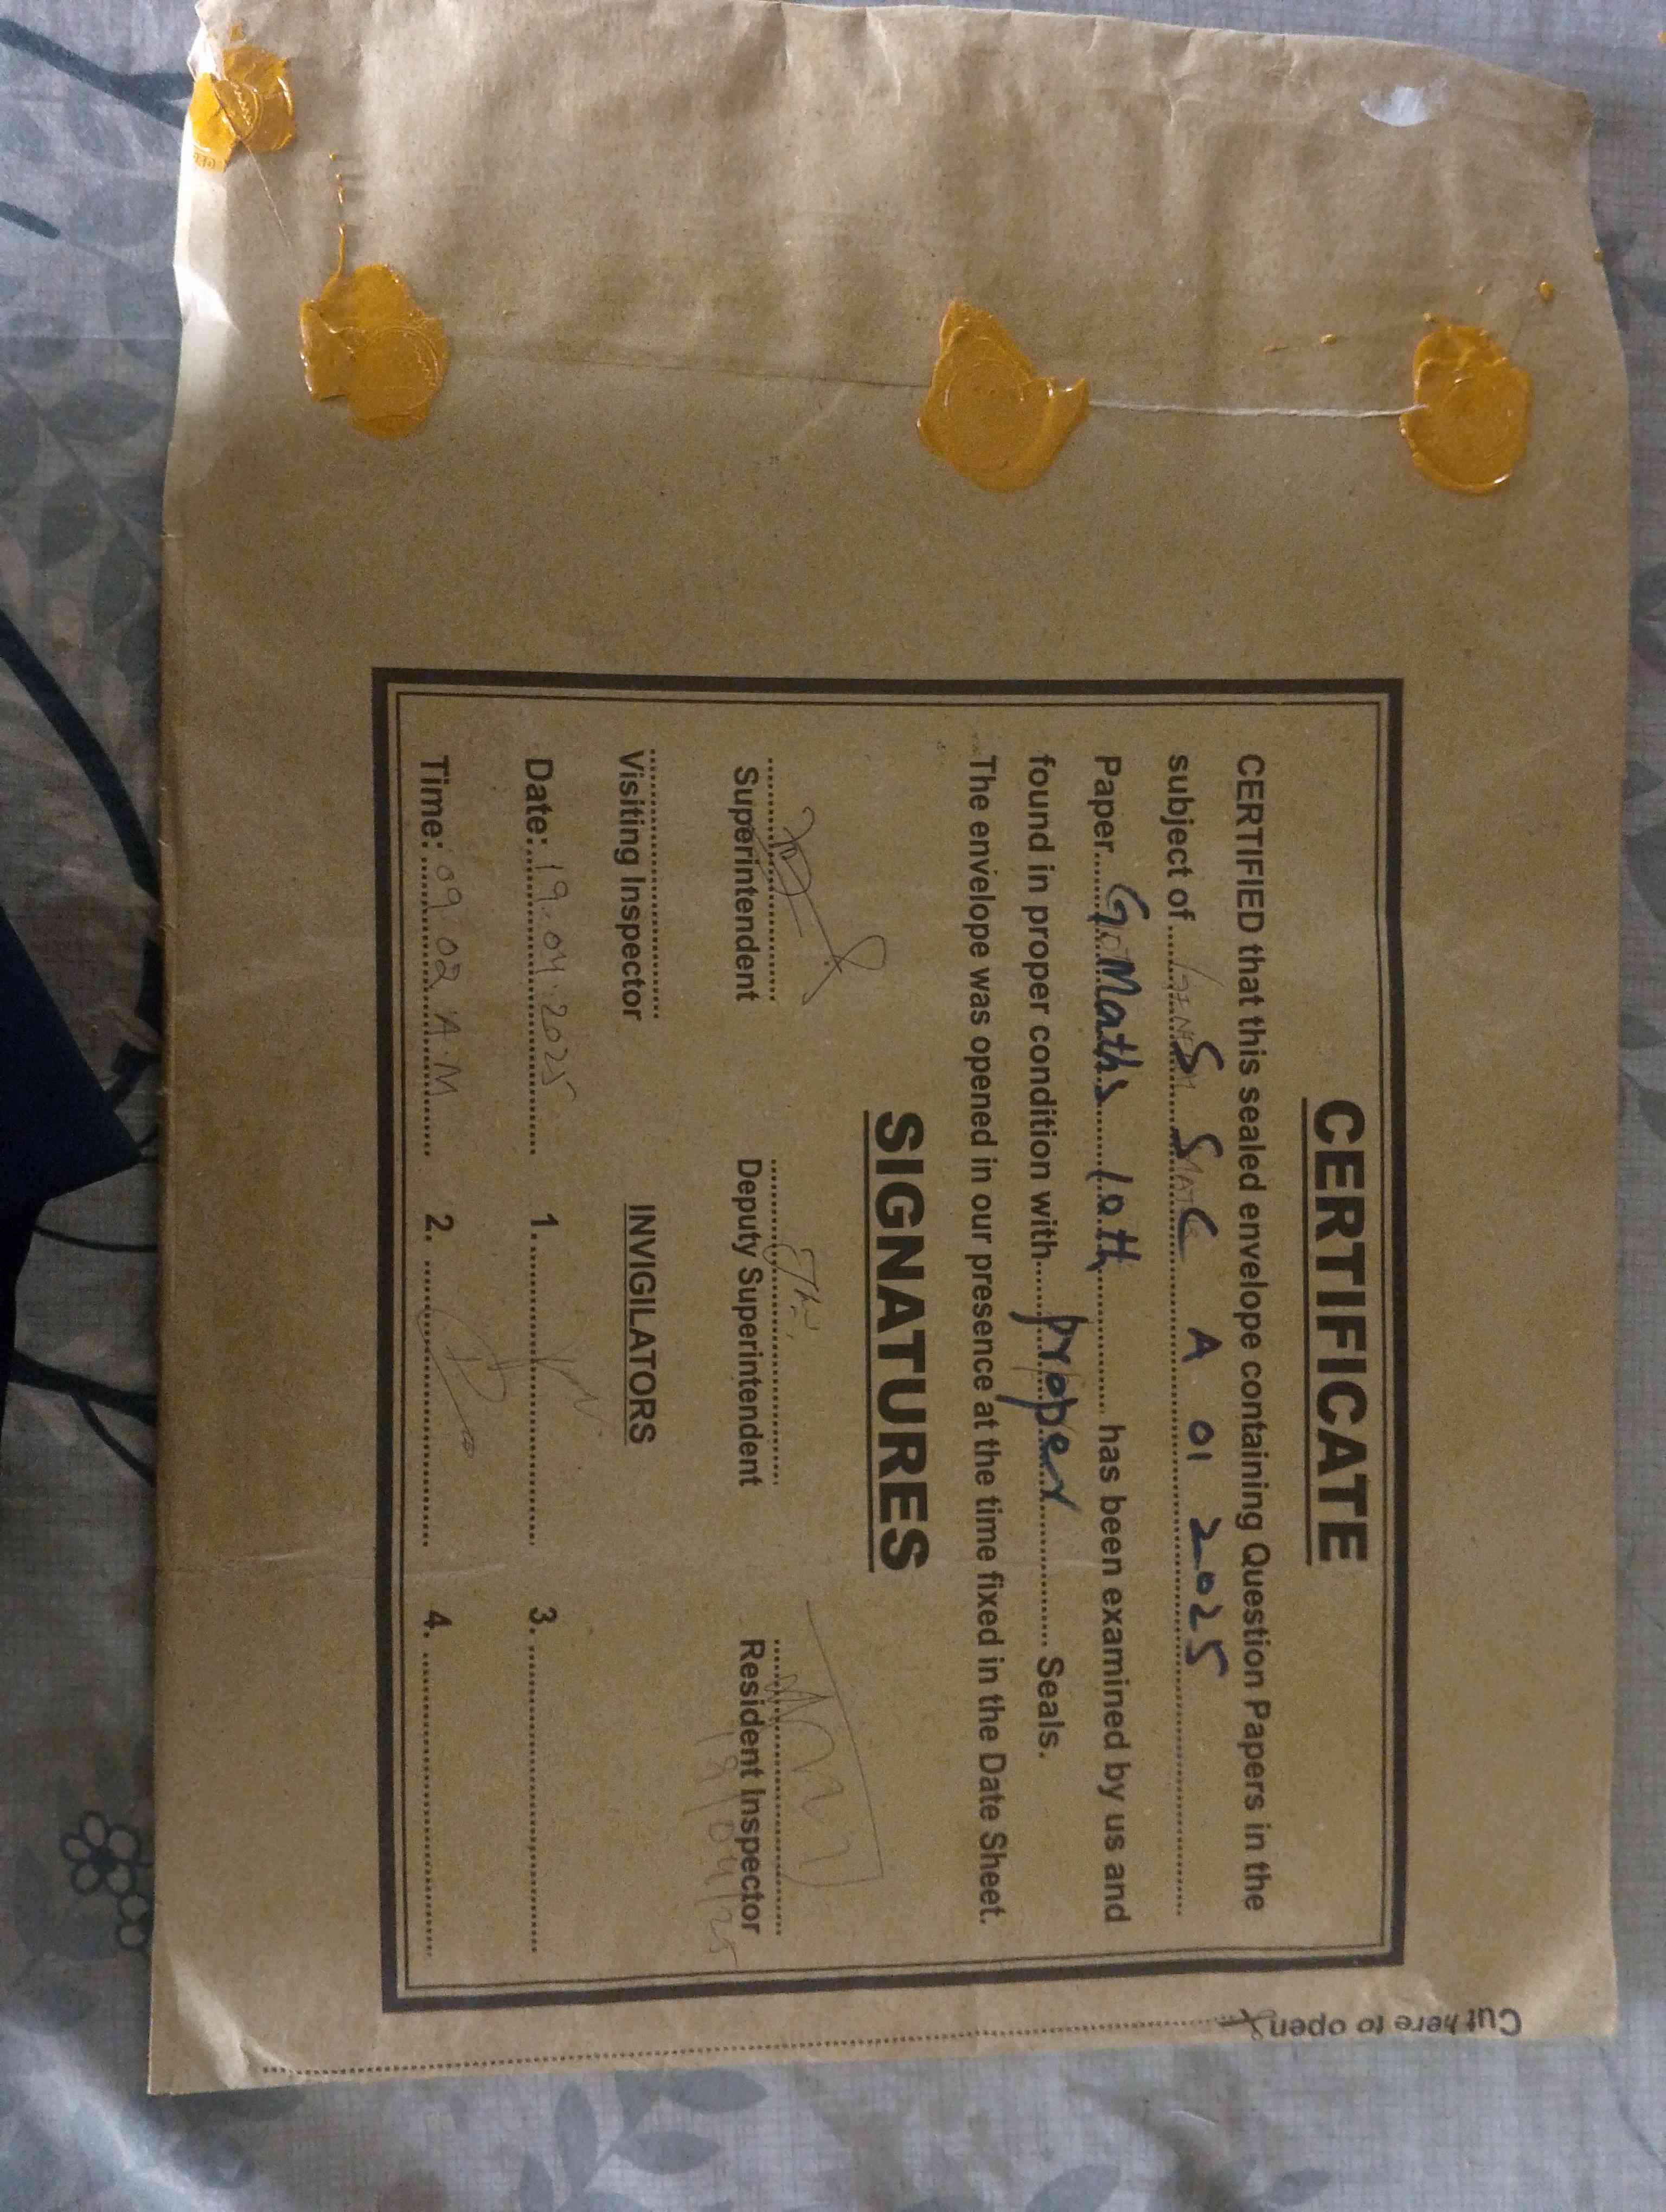 CERTIFICATE
CERTIFIED that this sealed envelope containing Question Papers in the
subject of .......... S S C A 01 2025 ..........
Paper..... G. Maths 10th .......... has been examined by us and
found in proper condition with..... proper .......... Seals.
The envelope was opened in our presence at the time fixed in the Date Sheet.
SIGNATURES
Superintendent Deputy Superintendent Resident Inspector
19/04/25
Visiting Inspector INVIGILATORS
Date: 19.04.2025 1. .......... 3. ..........
Time: 09.02 A.M 2. .......... 4. ..........
Cut here to open